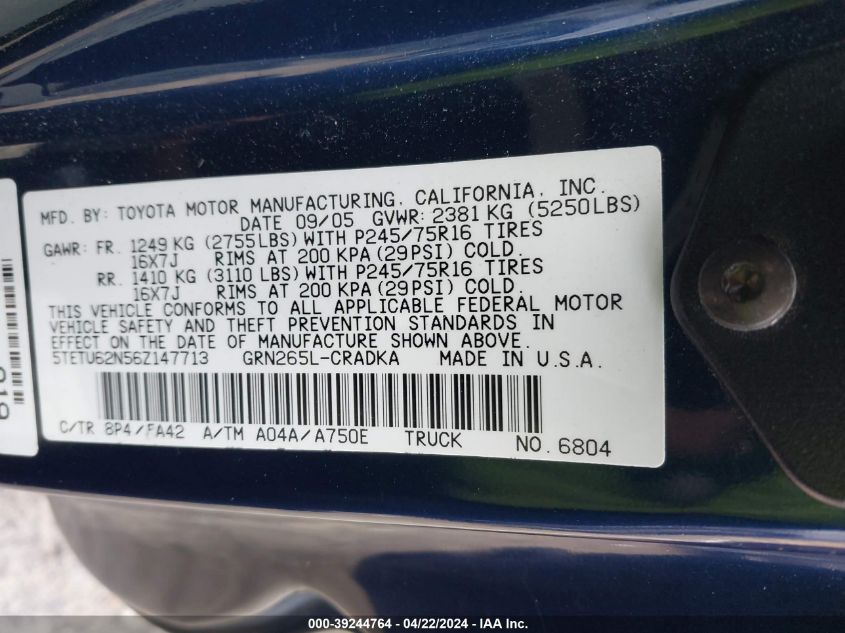 MFD. BY: TOYOTA MOTOR MANUFACTURING, CALIFORNIA, INC.
DATE 09/05 GVWR: 2381 KG (5250LBS)
GAWR: FR. 1249 KG (2755LBS) WITH P245/75R16 TIRES
16X7J RIMS AT 200 KPA (29PSI) COLD.
RR. 1410 KG (3110 LBS) WITH P245/75R16 TIRES
16X7J RIMS AT 200 KPA (29PSI) COLD.
THIS VEHICLE CONFORMS TO ALL APPLICABLE FEDERAL MOTOR
VEHICLE SAFETY AND THEFT PREVENTION STANDARDS IN
EFFECT ON THE DATE OF MANUFACTURE SHOWN ABOVE.
5TETU62N56Z147713 GRN265L-CRADKA MADE IN U.S.A.
C/TR 8P4/FA42 A/TM A04A/A750E TRUCK NO. 6804
000-39244764 - 04/22/2024 - IAA Inc.